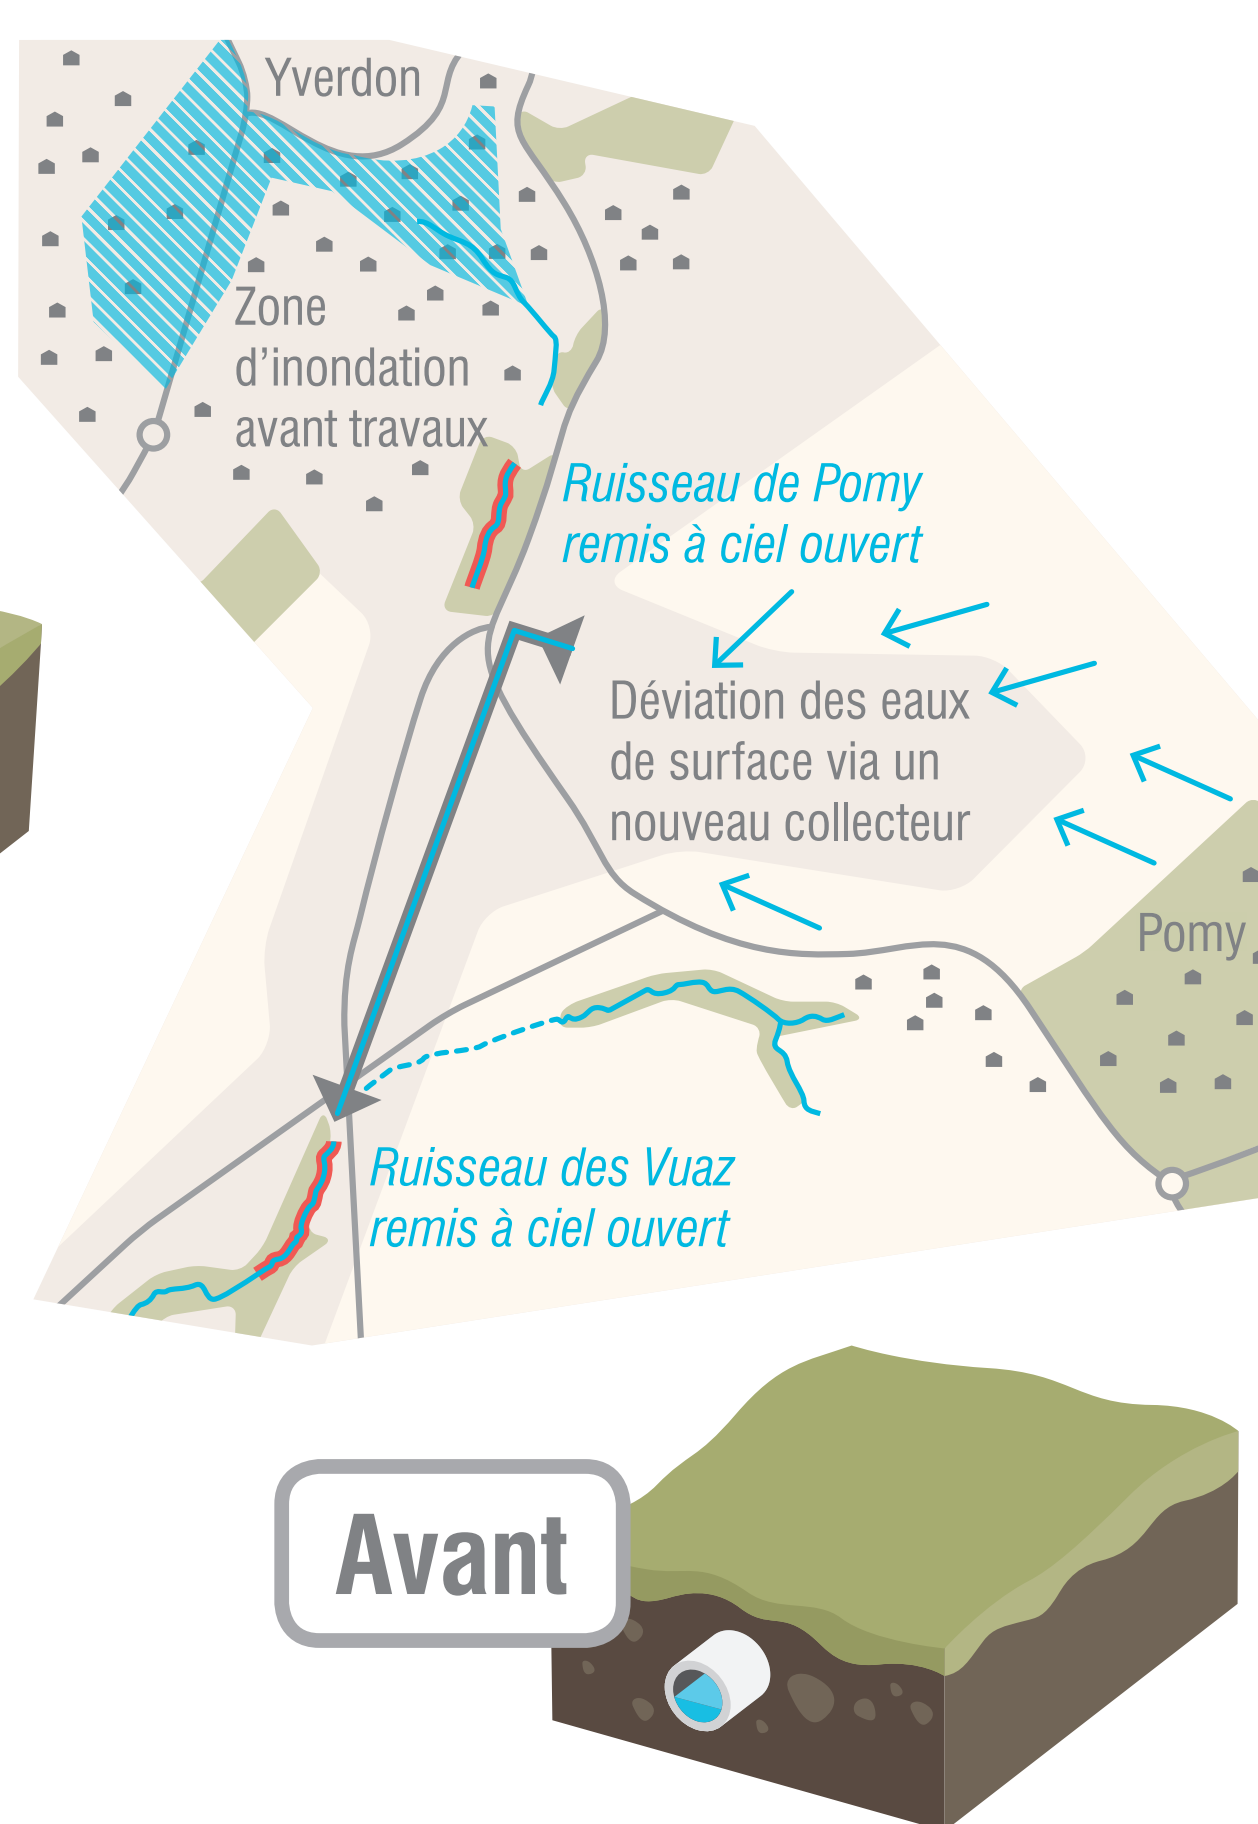 Yverdon
Zone
d’inondation
avant travaux
Ruisseau de Pomy
remis à ciel ouvert
Déviation des eaux
de surface via un
nouveau collecteur
Pomy
Ruisseau des Vuaz
remis à ciel ouvert
Avant